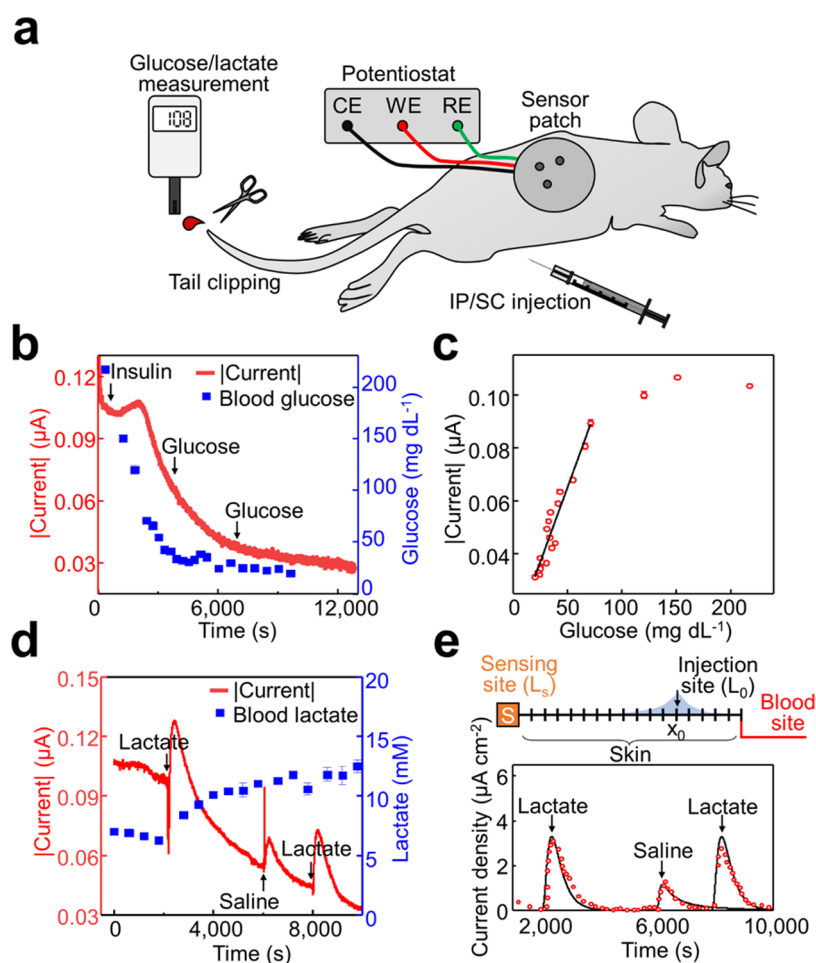 a
Glucose/lactate
measurement
108
Potentiostat
CE WE RE
Sensor
patch
Tail clipping
IP/SC injection
b
0.12
0.09
0.06
0.03
|Current| (µA)
Insulin
|Current|
Blood glucose
Glucose
Glucose
200
150
100
50
0
Glucose (mg dL-1)
0 6,000 12,000
Time (s)
c
0.10
0.08
0.06
0.04
|Current| (µA)
0 50 100 150 200
Glucose (mg dL-1)
d
0.15
0.12
0.09
0.06
0.03
|Current| (µA)
|Current|
Blood lactate
Lactate
Saline
Lactate
20
15
10
5
0
Lactate (mM)
0 4,000 8,000
Time (s)
e
Sensing
site (Ls)
Injection
site (L0)
Blood
site
S
x0
Skin
6
4
2
0
Current density (µA cm-2)
Lactate
Saline
Lactate
2,000 6,000 8,000 10,000
Time (s)